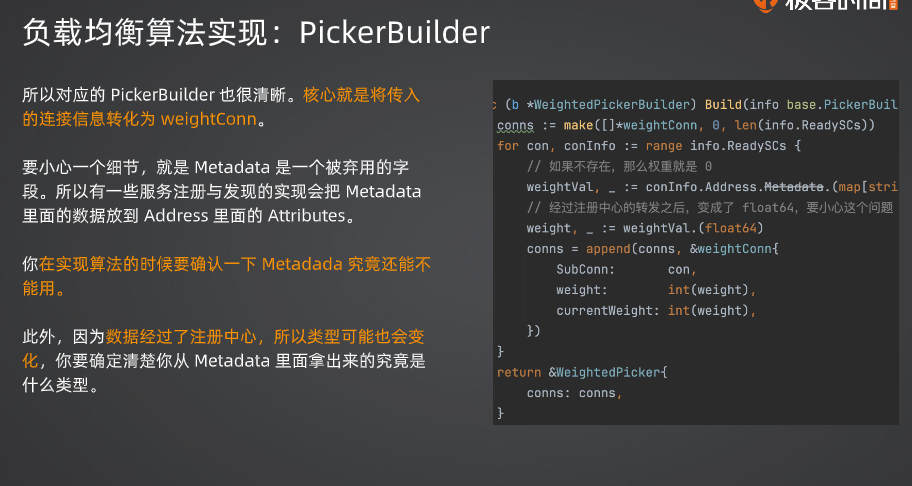 负载均衡算法实现：PickerBuilder
所以对应的 PickerBuilder 也很清晰。核心就是将传入
的连接信息转化为 weightConn。
要小心一个细节，就是 Metadata 是一个被弃用的字
段。所以有一些服务注册与发现的实现会把 Metadata
里面的数据放到 Address 里面的 Attributes。
你在实现算法的时候要确认一下 Metadada 究竟还能不
能用。
此外，因为数据经过了注册中心，所以类型可能也会变
化，你要确定清楚你从 Metadata 里面拿出来的究竟是
什么类型。
(b *WeightedPickerBuilder) Build(info base.PickerBuil
conns := make([]*weightConn, 0, len(info.ReadySCs))
for con, conInfo := range info.ReadySCs {
// 如果不存在，那么权重就是 0
weightVal, _ := conInfo.Address.Metadata.(map[stri
// 经过注册中心的转发之后，变成了 float64，要小心这个问题
weight, _ := weightVal.(float64)
conns = append(conns, &weightConn{
SubConn: con,
weight: int(weight),
currentWeight: int(weight),
})
}
return &WeightedPicker{
conns: conns,
}